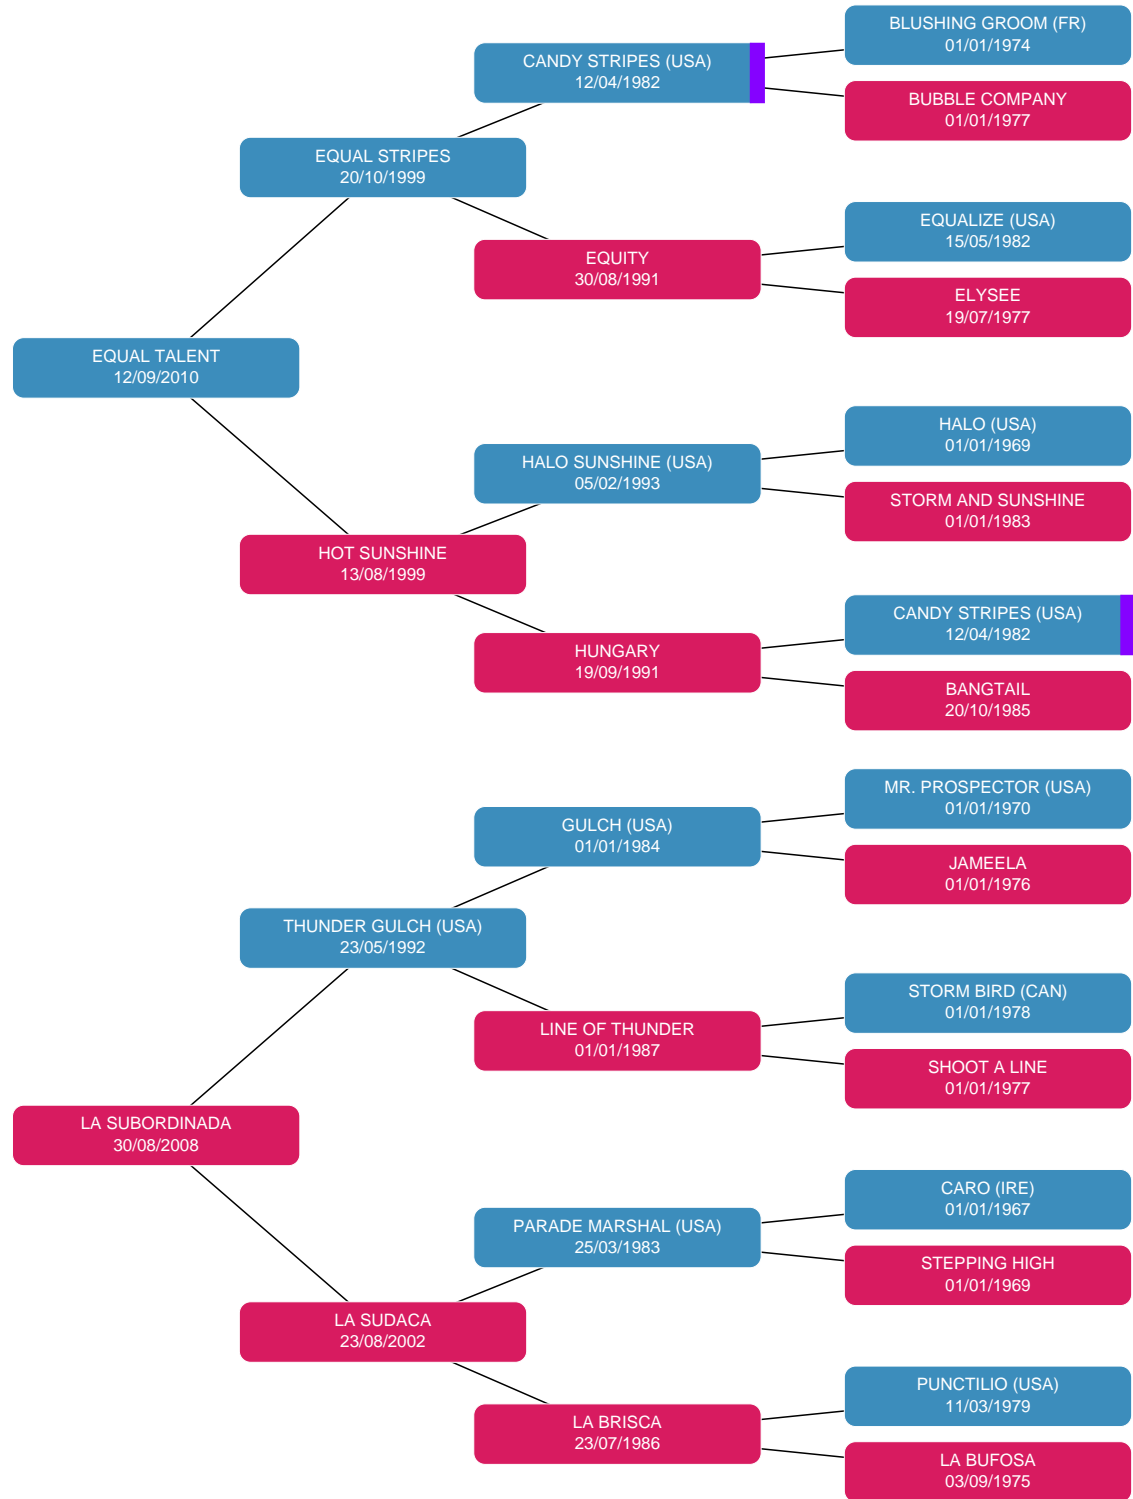 BLUSHING GROOM (FR)
01/01/1974
CANDY STRIPES (USA)
12/04/1982
BUBBLE COMPANY
01/01/1977
EQUAL STRIPES
20/10/1999
EQUALIZE (USA)
15/05/1982
EQUITY
30/08/1991
ELYSEE
19/07/1977
EQUAL TALENT
12/09/2010
HALO (USA)
01/01/1969
HALO SUNSHINE (USA)
05/02/1993
STORM AND SUNSHINE
01/01/1983
HOT SUNSHINE
13/08/1999
CANDY STRIPES (USA)
12/04/1982
HUNGARY
19/09/1991
BANGTAIL
20/10/1985
MR. PROSPECTOR (USA)
01/01/1970
GULCH (USA)
01/01/1984
JAMEELA
01/01/1976
THUNDER GULCH (USA)
23/05/1992
STORM BIRD (CAN)
01/01/1978
LINE OF THUNDER
01/01/1987
SHOOT A LINE
01/01/1977
LA SUBORDINADA
30/08/2008
CARO (IRE)
01/01/1967
PARADE MARSHAL (USA)
25/03/1983
STEPPING HIGH
01/01/1969
LA SUDACA
23/08/2002
PUNCTILIO (USA)
11/03/1979
LA BRISCA
23/07/1986
LA BUFOSA
03/09/1975